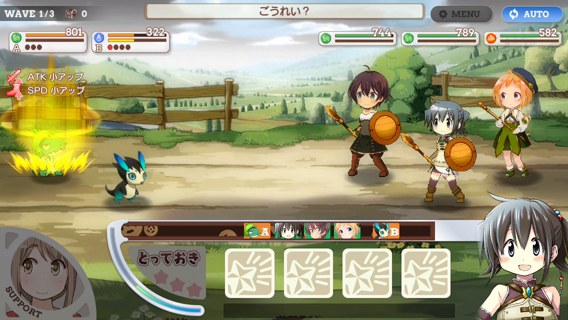 WAVE 1/3
0
ごうれい？
MENU
AUTO
801
A
322
B
744
789
582
ATK 小アップ
SPD 小アップ
A
B
とっておき
SUPPORT